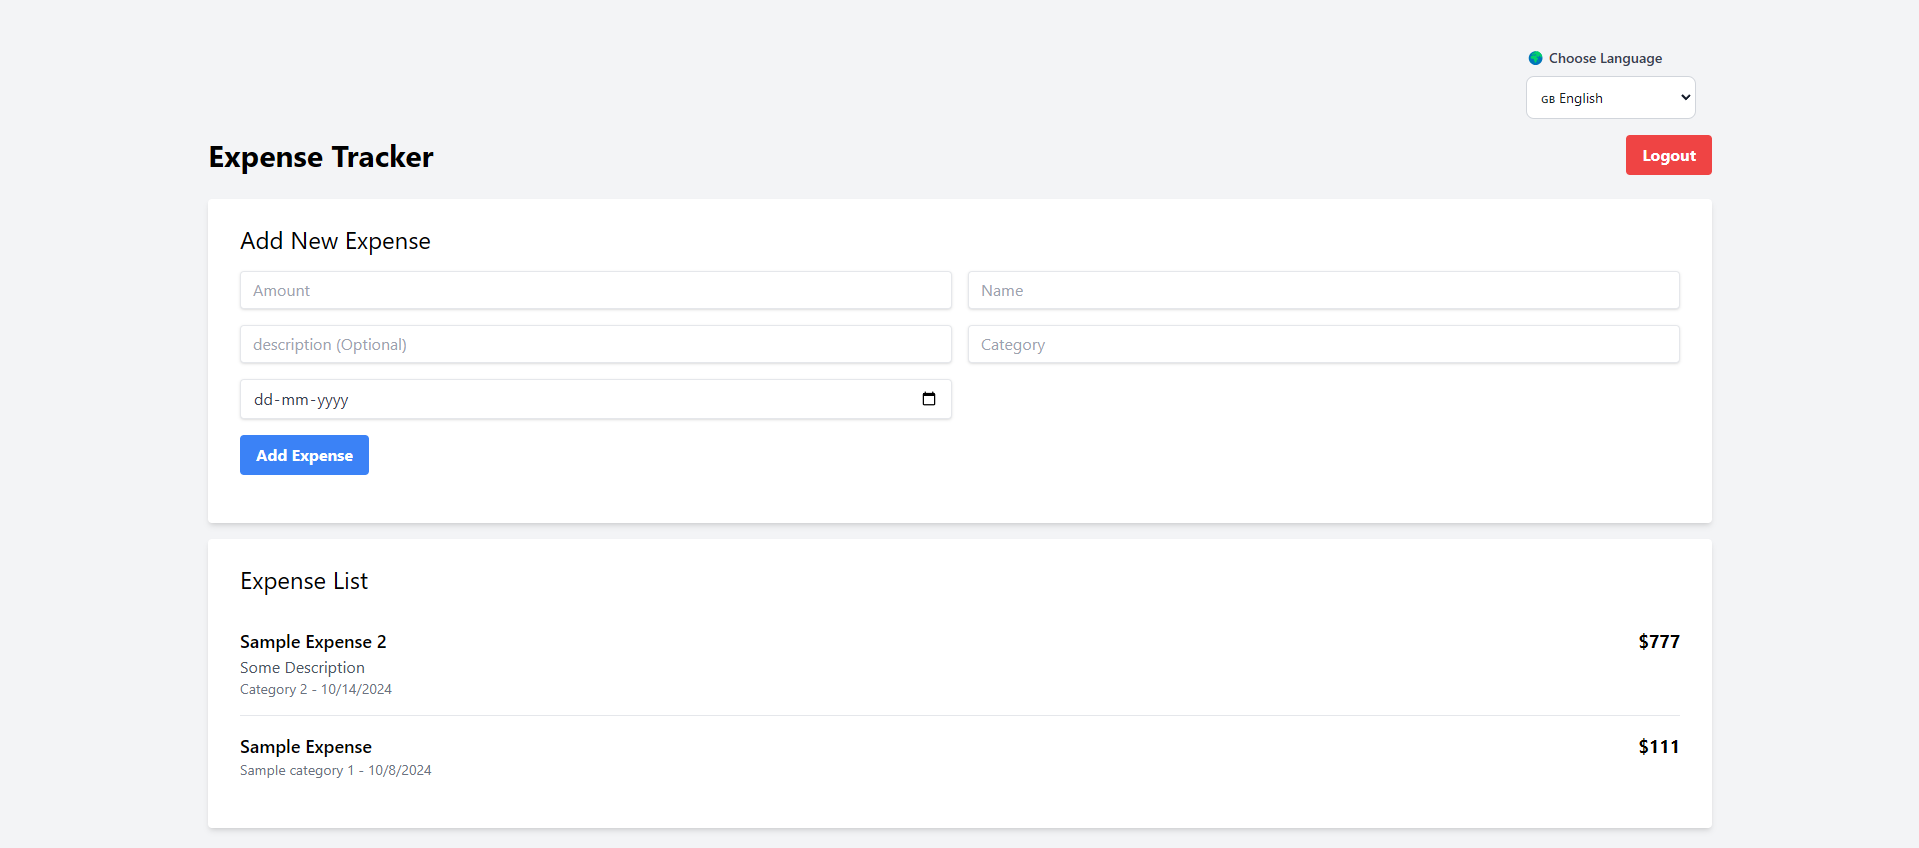 Choose Language
GB English
Expense Tracker
Logout
Add New Expense
Amount
Name
description (Optional)
Category
dd-mm-yyyy
Add Expense
Expense List
Sample Expense 2
$777
Some Description
Category 2 - 10/14/2024
Sample Expense
$111
Sample category 1 - 10/8/2024